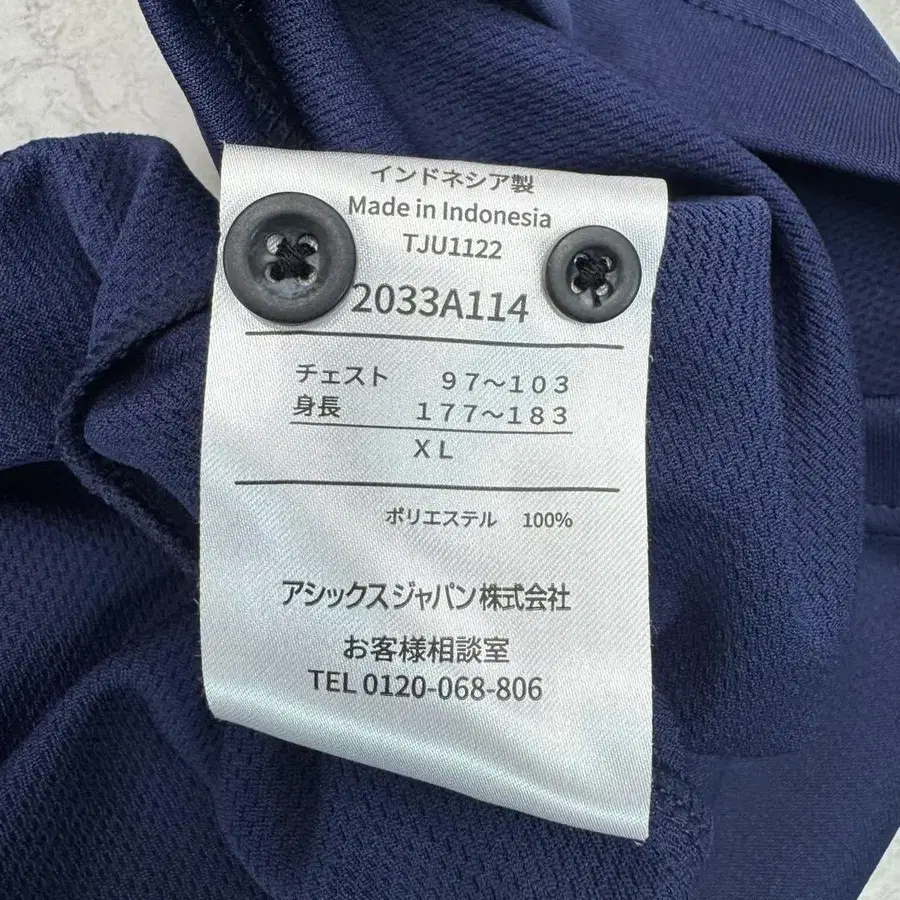 インドネシア製
Made in Indonesia
TJU1122
2033A114
チェスト ９７～１０３
身長 １７７～１８３
ＸＬ
ポリエステル 100%
アシックスジャパン株式会社
お客様相談室
TEL 0120-068-806